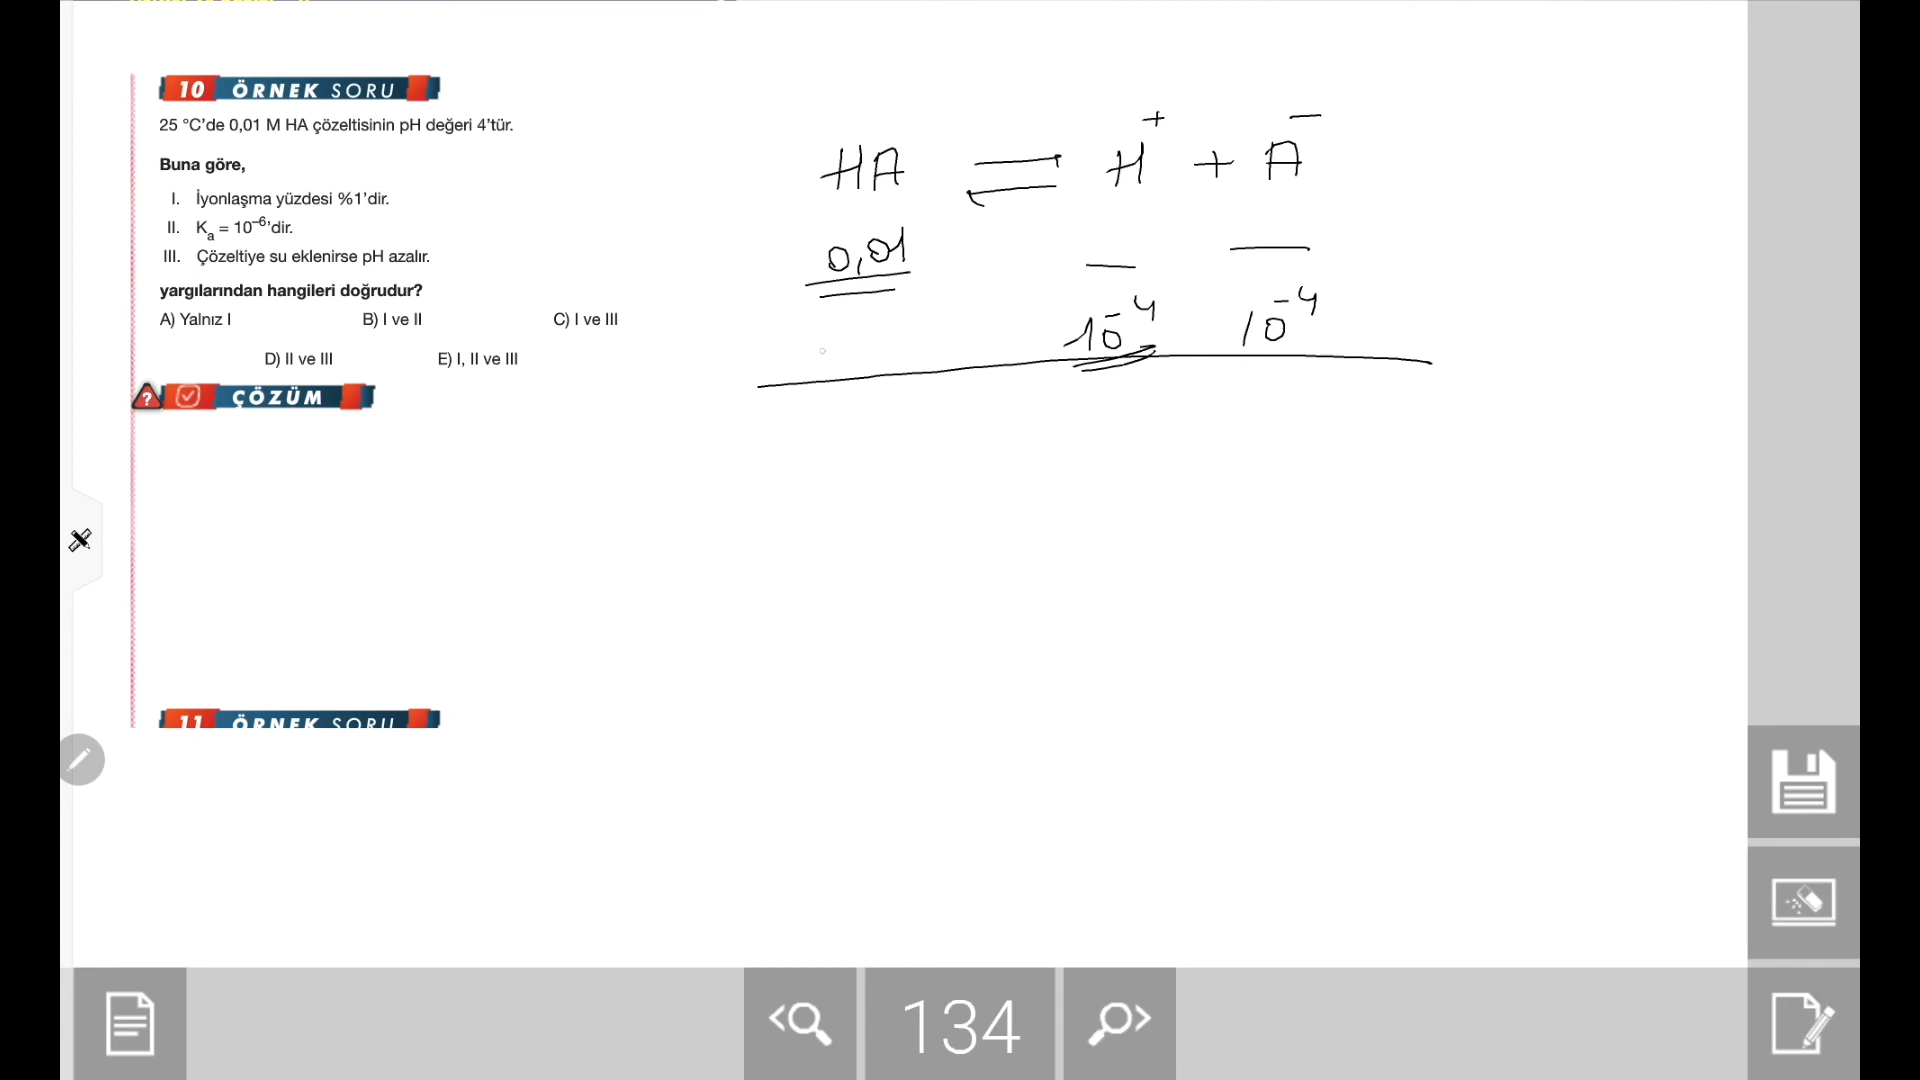 10 ÖRNEK SORU
25 °C'de 0,01 M HA çözeltisinin pH değeri 4'tür.
Buna göre,
I. İyonlaşma yüzdesi %1'dir.
II. Kₐ = 10⁻⁶'dir.
III. Çözeltiye su eklenirse pH azalır.
yargılarından hangileri doğrudur?
A) Yalnız I B) I ve II C) I ve III
D) II ve III E) I, II ve III
? ÇÖZÜM
HA ⇌ H⁺ + A⁻
0,01 — —
10⁻⁴ 10⁻⁴
11 ÖRNEK SORU
134